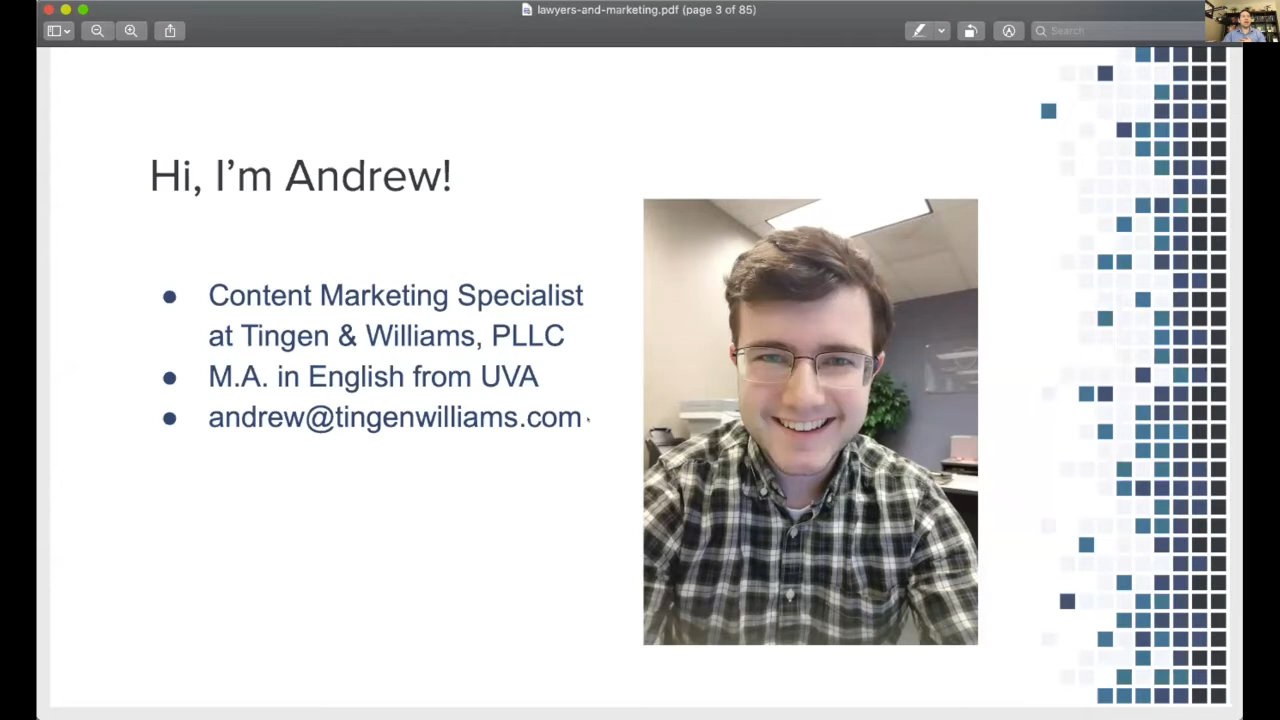 lawyers-and-marketing.pdf (page 3 of 85)
Search
Hi, I'm Andrew!
● Content Marketing Specialist
at Tingen & Williams, PLLC
● M.A. in English from UVA
● andrew@tingenwilliams.com